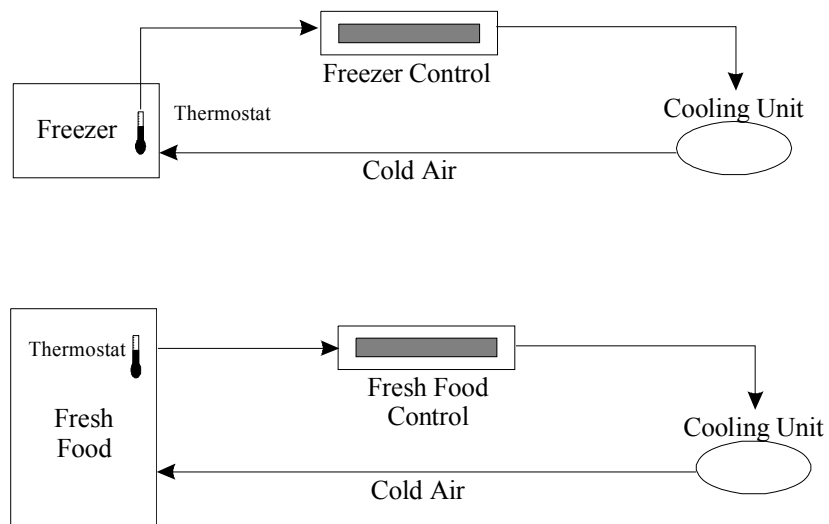 Freezer Control
Cooling Unit
Thermostat
Freezer
Cold Air
Thermostat
Fresh Food
Control
Fresh
Food
Cooling Unit
Cold Air